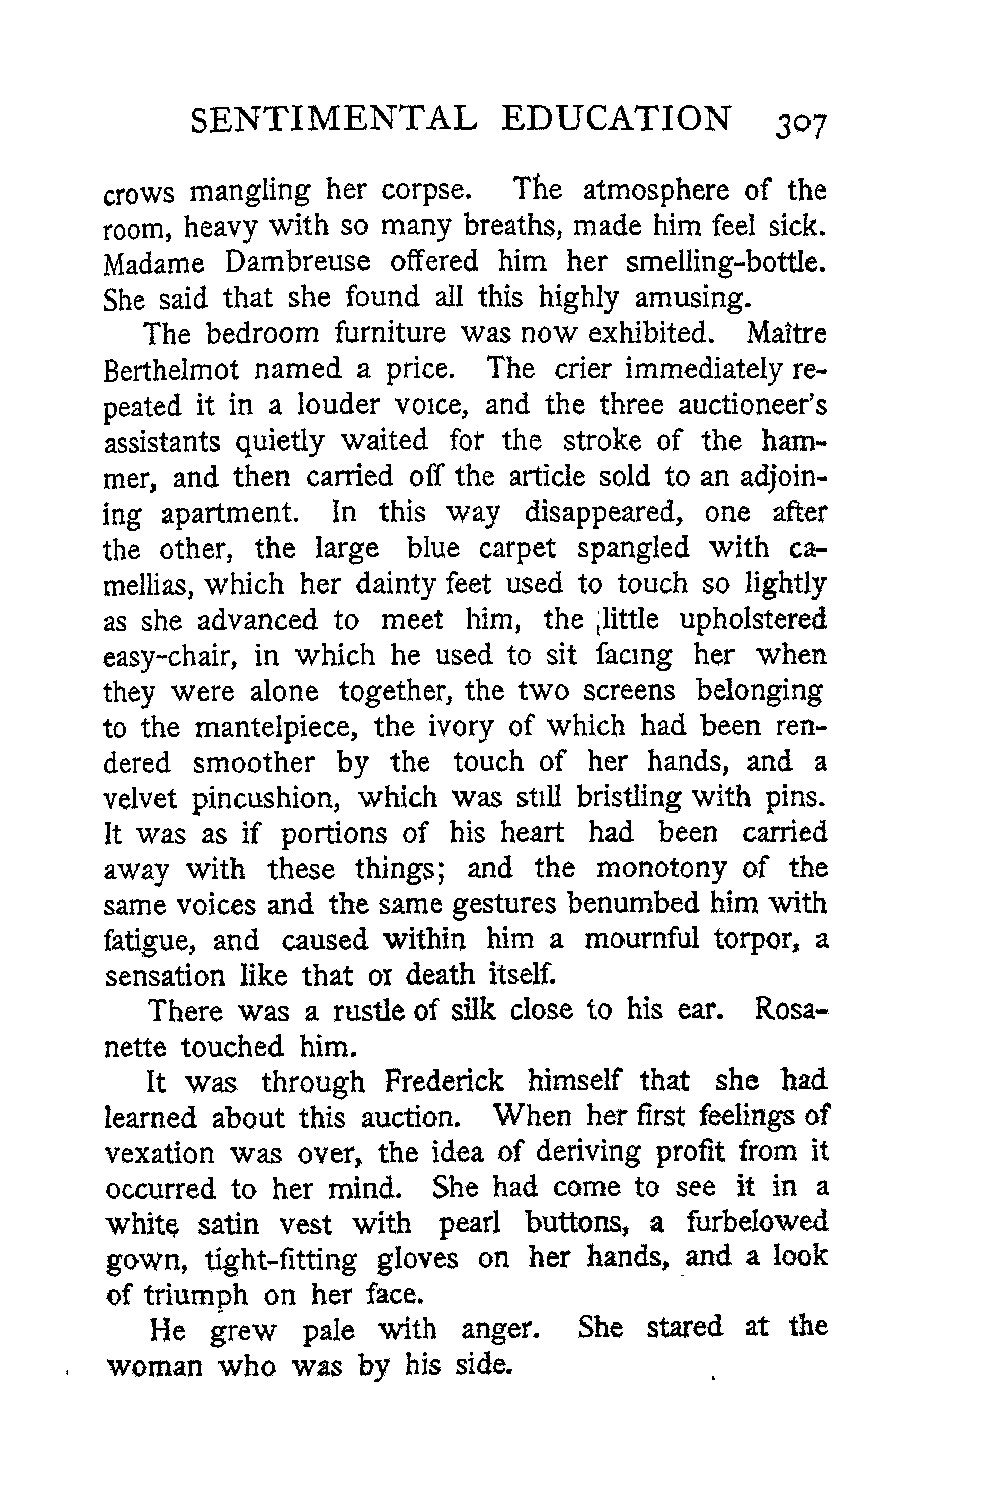 SENTIMENTAL EDUCATION 307
crows mangling her corpse. The atmosphere of the
room, heavy with so many breaths, made him feel sick.
Madame Dambreuse offered him her smelling-bottle.
She said that she found all this highly amusing.
The bedroom furniture was now exhibited. Maître
Berthelmot named a price. The crier immediately re-
peated it in a louder voice, and the three auctioneer's
assistants quietly waited for the stroke of the ham-
mer, and then carried off the article sold to an adjoin-
ing apartment. In this way disappeared, one after
the other, the large blue carpet spangled with ca-
mellias, which her dainty feet used to touch so lightly
as she advanced to meet him, the little upholstered
easy-chair, in which he used to sit facing her when
they were alone together, the two screens belonging
to the mantelpiece, the ivory of which had been ren-
dered smoother by the touch of her hands, and a
velvet pincushion, which was still bristling with pins.
It was as if portions of his heart had been carried
away with these things; and the monotony of the
same voices and the same gestures benumbed him with
fatigue, and caused within him a mournful torpor, a
sensation like that of death itself.
There was a rustle of silk close to his ear. Rosa-
nette touched him.
It was through Frederick himself that she had
learned about this auction. When her first feelings of
vexation was over, the idea of deriving profit from it
occurred to her mind. She had come to see it in a
white satin vest with pearl buttons, a furbelowed
gown, tight-fitting gloves on her hands, and a look
of triumph on her face.
He grew pale with anger. She stared at the
woman who was by his side.